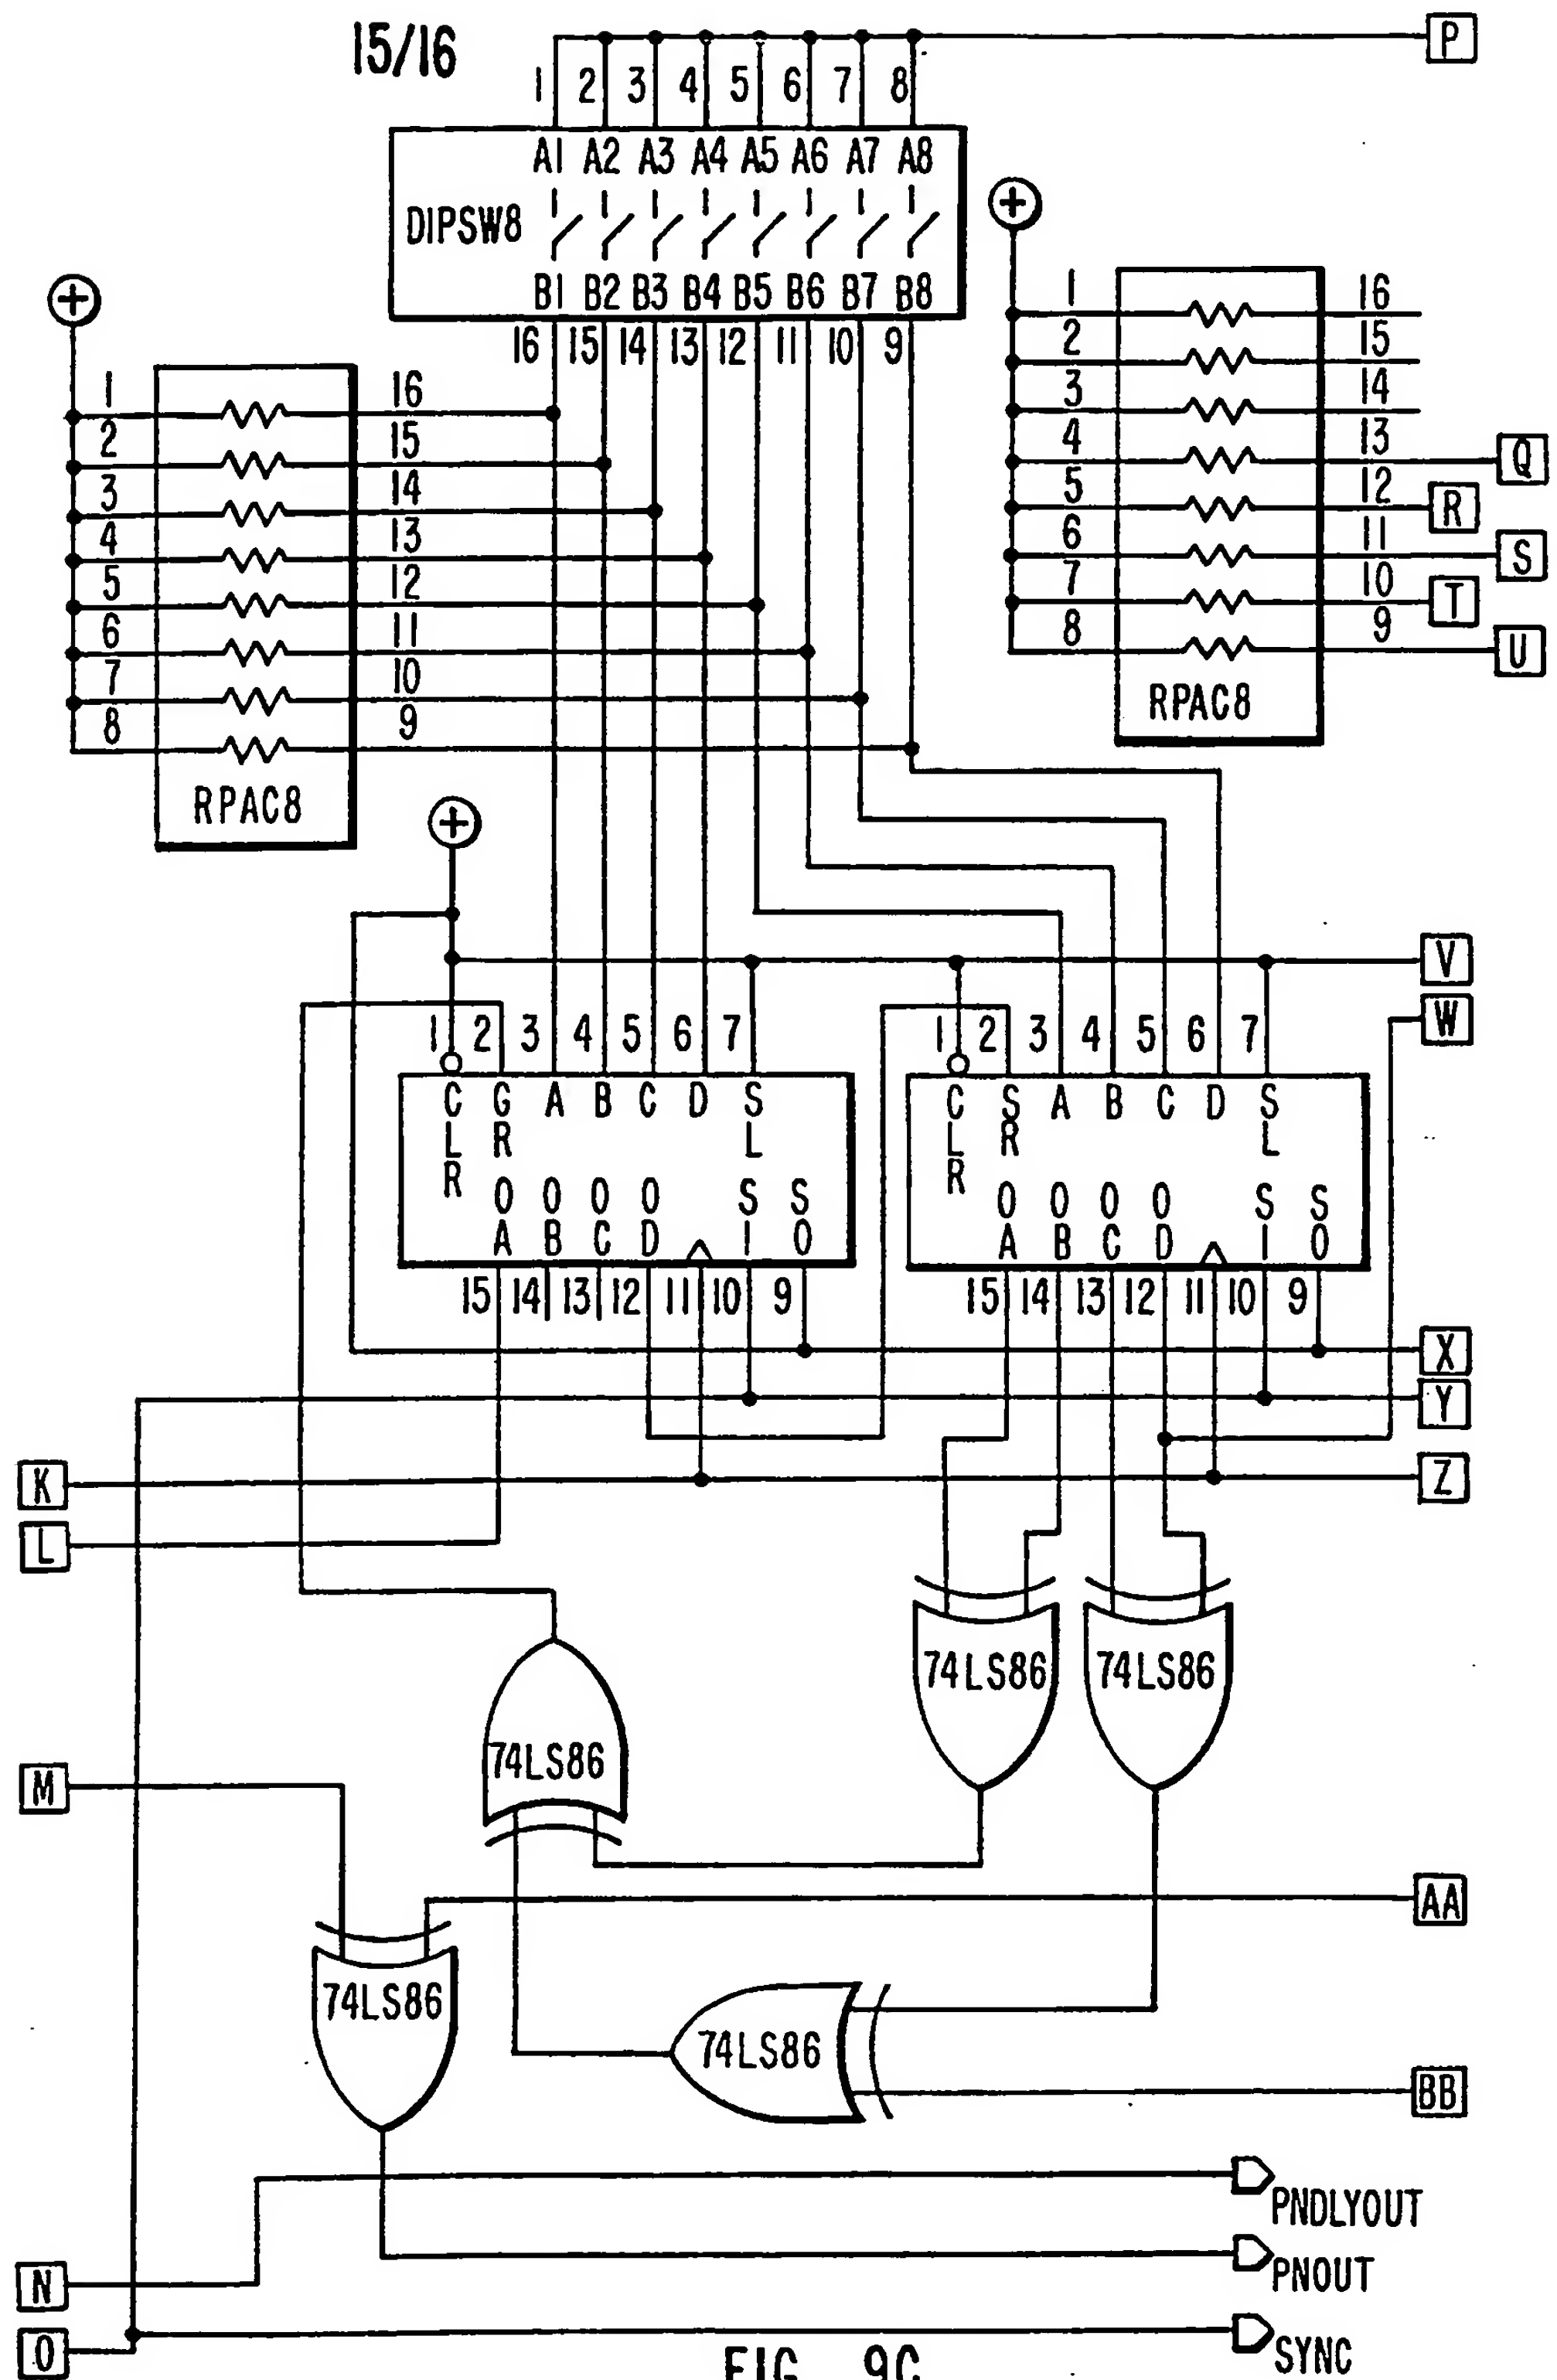 15/16
P
1 2 3 4 5 6 7 8
A1 A2 A3 A4 A5 A6 A7 A8
DIPSW8
B1 B2 B3 B4 B5 B6 B7 B8
16 15 14 13 12 11 10 9
+
+
1 16
2 15
3 14
4 13 Q
5 12 R
6 11 S
7 10 T
8 9 U
RPAC8
1 16
2 15
3 14
4 13
5 12
6 11
7 10
8 9
RPAC8
+
V
W
1 2 3 4 5 6 7
CLR GR A B C D SL
OA OB OC OD SI SO
15 14 13 12 11 10 9
1 2 3 4 5 6 7
CLR SR A B C D SL
OA OB OC OD SI SO
15 14 13 12 11 10 9
X
Y
K
Z
L
74LS86
74LS86
74LS86
M
AA
74LS86
74LS86
BB
PNDLYOUT
N
PNOUT
O
SYNC
FIG. 9C